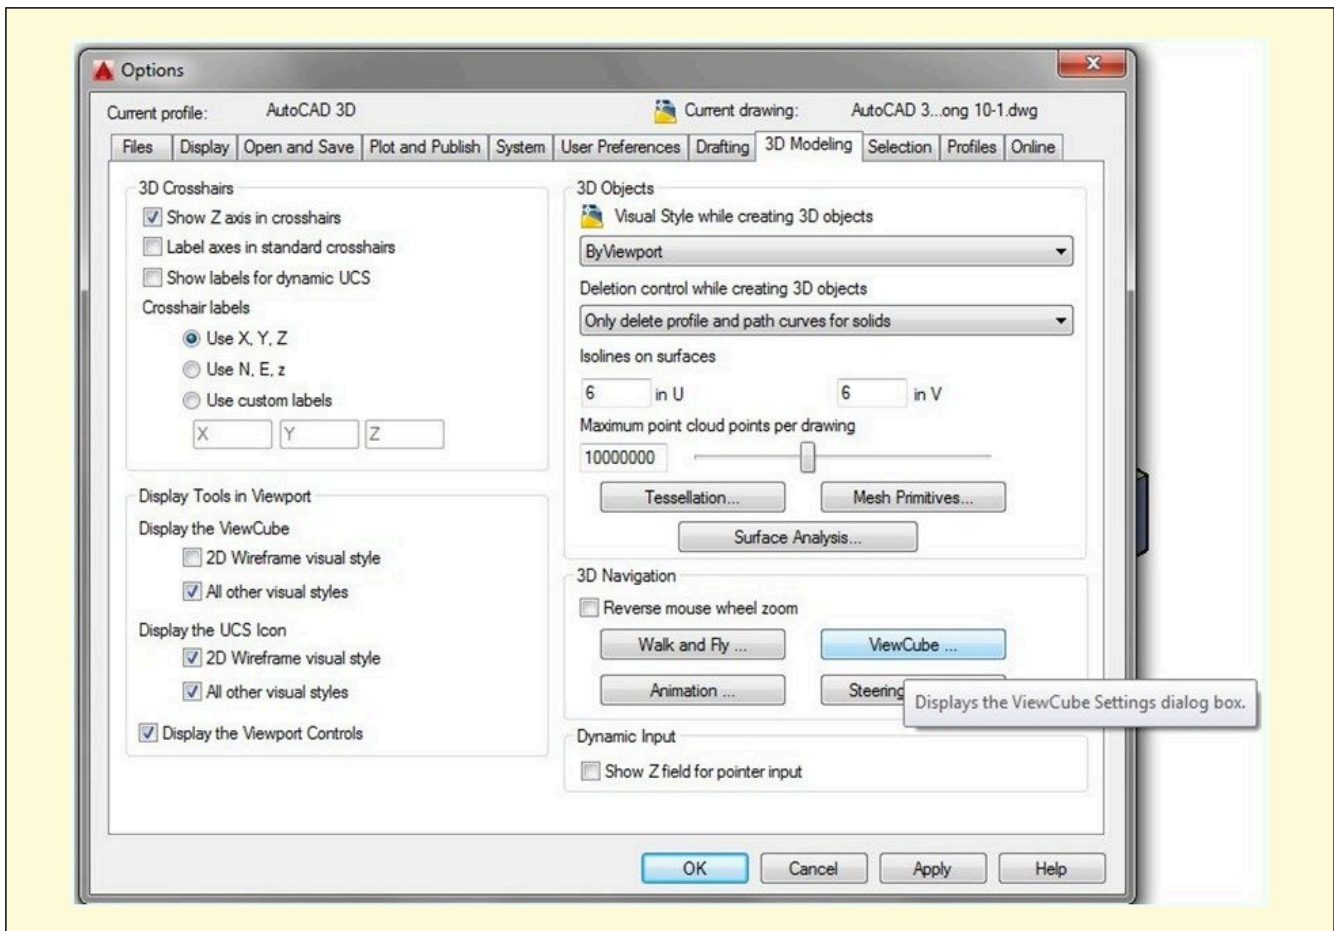 Options
Current profile: AutoCAD 3D Current drawing: AutoCAD 3...ong 10-1.dwg
Files Display Open and Save Plot and Publish System User Preferences Drafting 3D Modeling Selection Profiles Online
3D Crosshairs
Show Z axis in crosshairs
Label axes in standard crosshairs
Show labels for dynamic UCS
Crosshair labels
Use X, Y, Z
Use N, E, z
Use custom labels
X Y Z
Display Tools in Viewport
Display the ViewCube
2D Wireframe visual style
All other visual styles
Display the UCS Icon
2D Wireframe visual style
All other visual styles
Display the Viewport Controls
3D Objects
Visual Style while creating 3D objects
ByViewport
Deletion control while creating 3D objects
Only delete profile and path curves for solids
Isolines on surfaces
6 in U 6 in V
Maximum point cloud points per drawing
10000000
Tessellation... Mesh Primitives...
Surface Analysis...
3D Navigation
Reverse mouse wheel zoom
Walk and Fly ... ViewCube ...
Animation ... Steering
Displays the ViewCube Settings dialog box.
Dynamic Input
Show Z field for pointer input
OK Cancel Apply Help